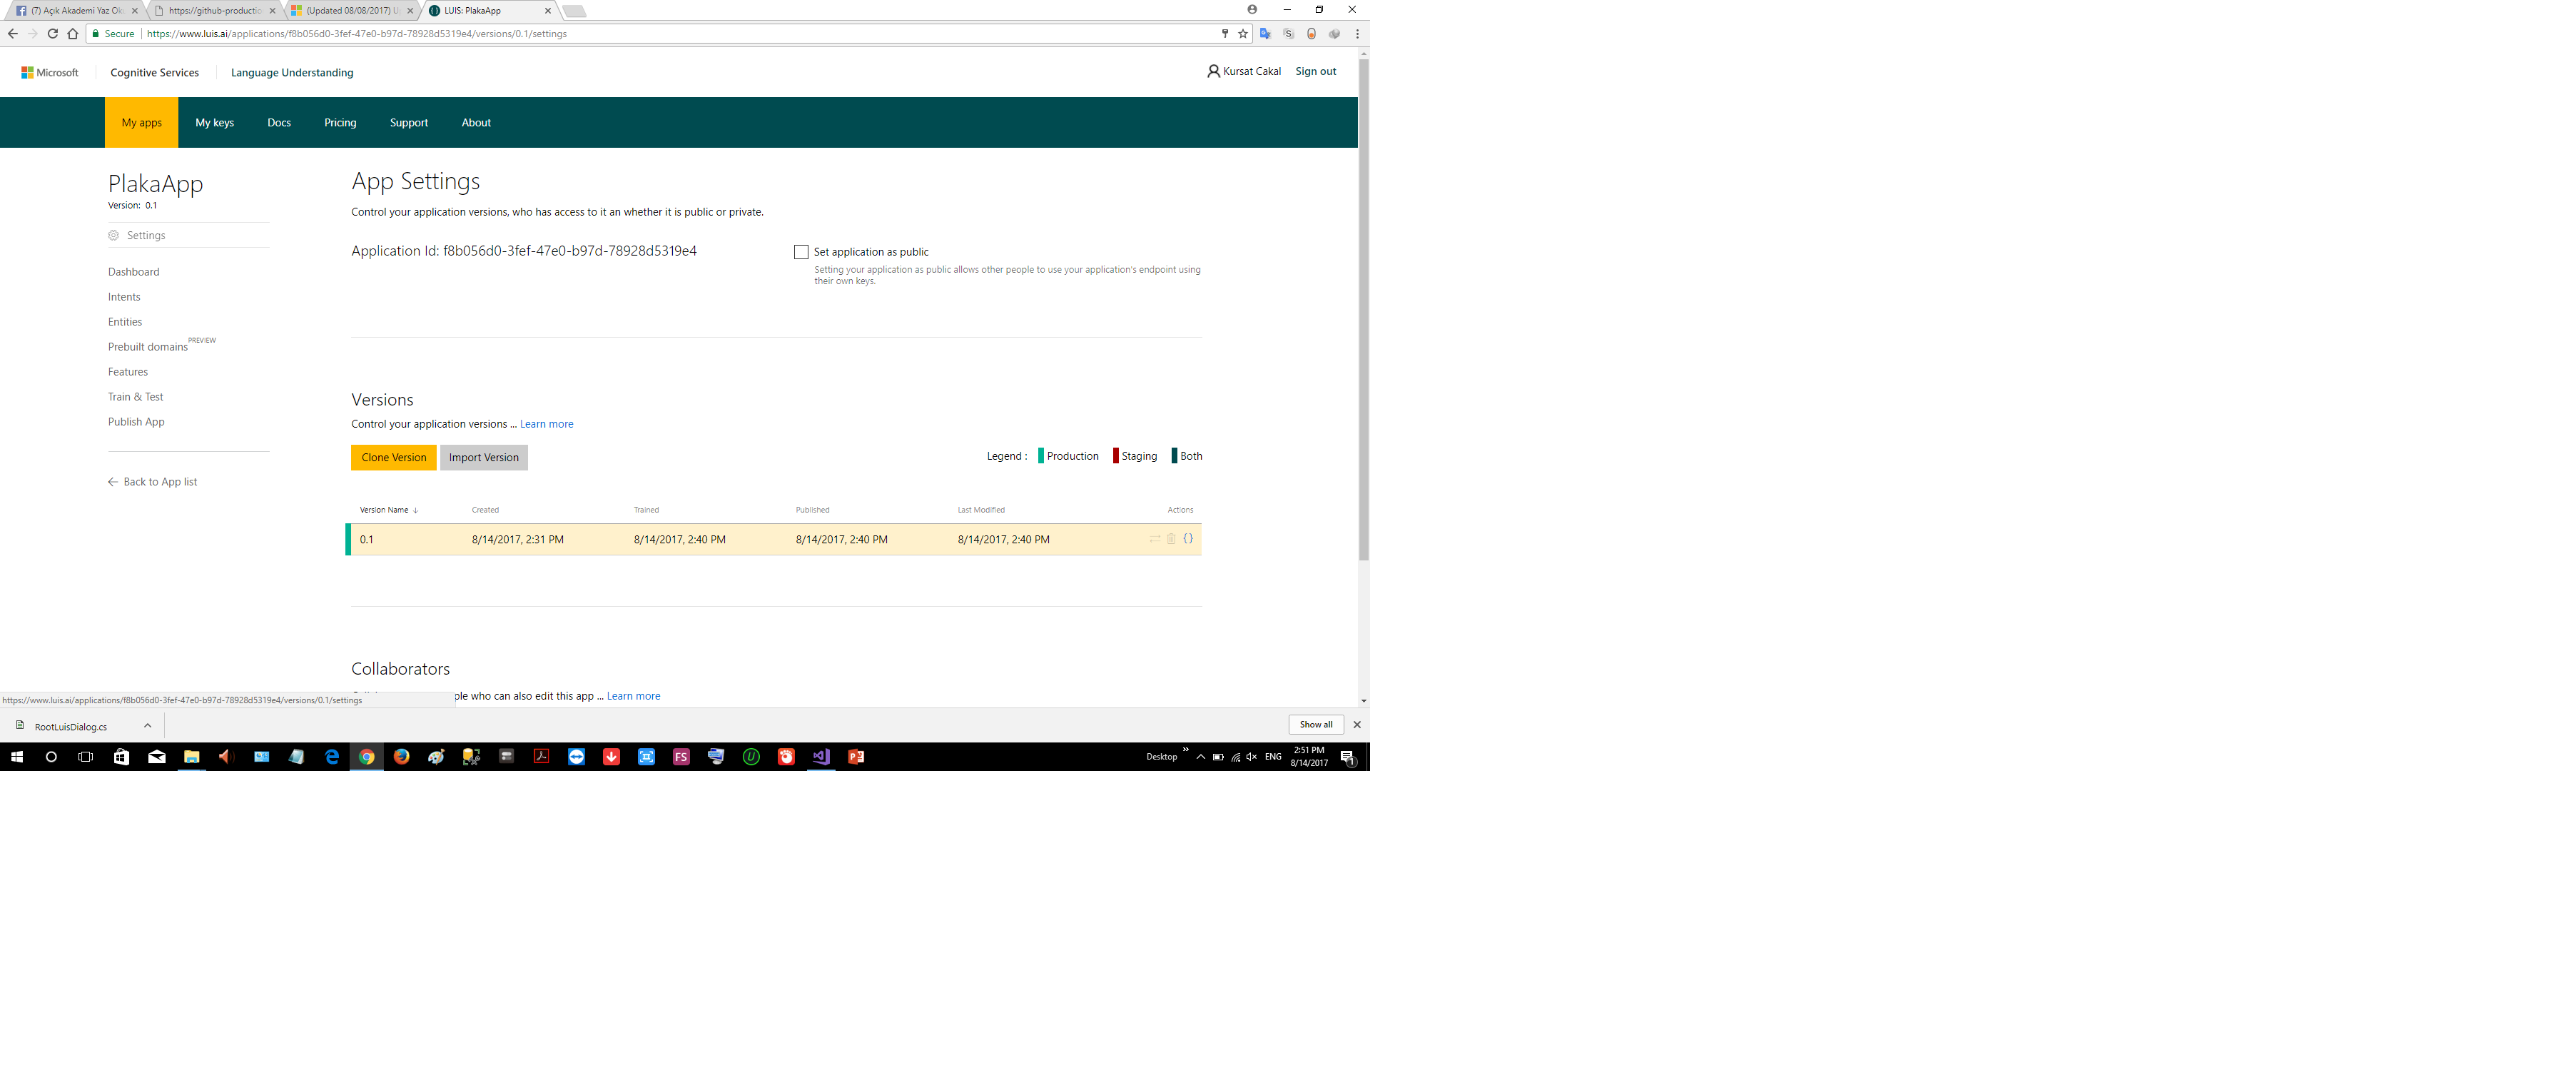 (7) Açık Akademi Yaz Ok
https://github-productio
(Updated 08/08/2017) U
LUIS: PlakaApp
Secure https://www.luis.ai/applications/f8b056d0-3fef-47e0-b97d-78928d5319e4/versions/0.1/settings
Microsoft Cognitive Services Language Understanding
Kursat Cakal Sign out
My apps My keys Docs Pricing Support About
PlakaApp
Version: 0.1
Settings
Dashboard
Intents
Entities
Prebuilt domains PREVIEW
Features
Train & Test
Publish App
Back to App list
App Settings
Control your application versions, who has access to it an whether it is public or private.
Application Id: f8b056d0-3fef-47e0-b97d-78928d5319e4
Set application as public
Setting your application as public allows other people to use your application's endpoint using
their own keys.
Versions
Control your application versions ... Learn more
Clone Version Import Version
Legend : Production Staging Both
Version Name Created Trained Published Last Modified Actions
0.1 8/14/2017, 2:31 PM 8/14/2017, 2:40 PM 8/14/2017, 2:40 PM 8/14/2017, 2:40 PM {}
Collaborators
ple who can also edit this app ... Learn more
https://www.luis.ai/applications/f8b056d0-3fef-47e0-b97d-78928d5319e4/versions/0.1/settings
RootLuisDialog.cs
Show all
Desktop ENG 2:51 PM
8/14/2017